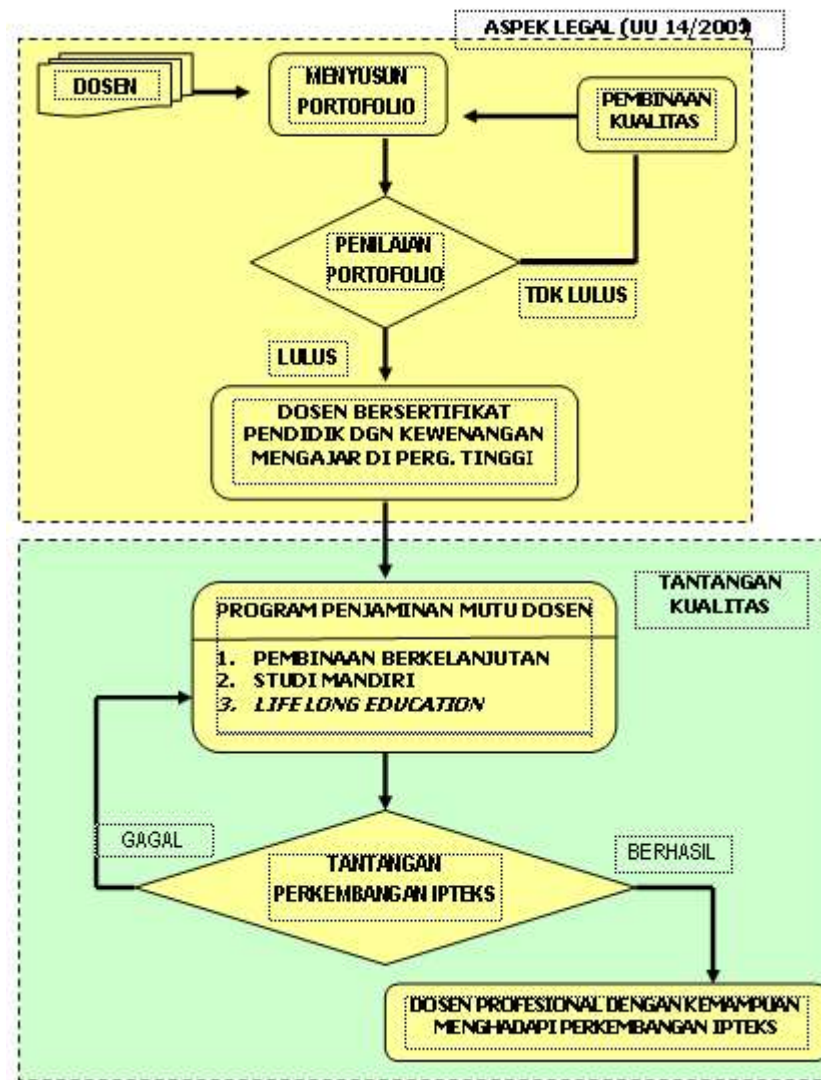 ASPEK LEGAL (UU 14/200
DOSEN
MENYUSUN
PORTOFOLIO
PEMBINAAN
KUALITAS
PENILAIAN
PORTOFOLIO
TDK LULUS
LULUS
DOSEN BERSERTIFIKAT
PENDIDIK DGN KEWENANGAN
MENGAJAR DI PERG. TINGGI
TANTANGAN
KUALITAS
PROGRAM PENJAMINAN MUTU DOSEN
1. PEMBINAAN BERKELANJUTAN
2. STUDI MANDIRI
3. LIFE LONG EDUCATION
GAGAL
BERHASIL
TANTANGAN
PERKEMBANGAN IPTEKS
DOSEN PROFESIONAL DENGAN KEMAMPUAN
MENGHADAPI PERKEMBANGAN IPTEKS